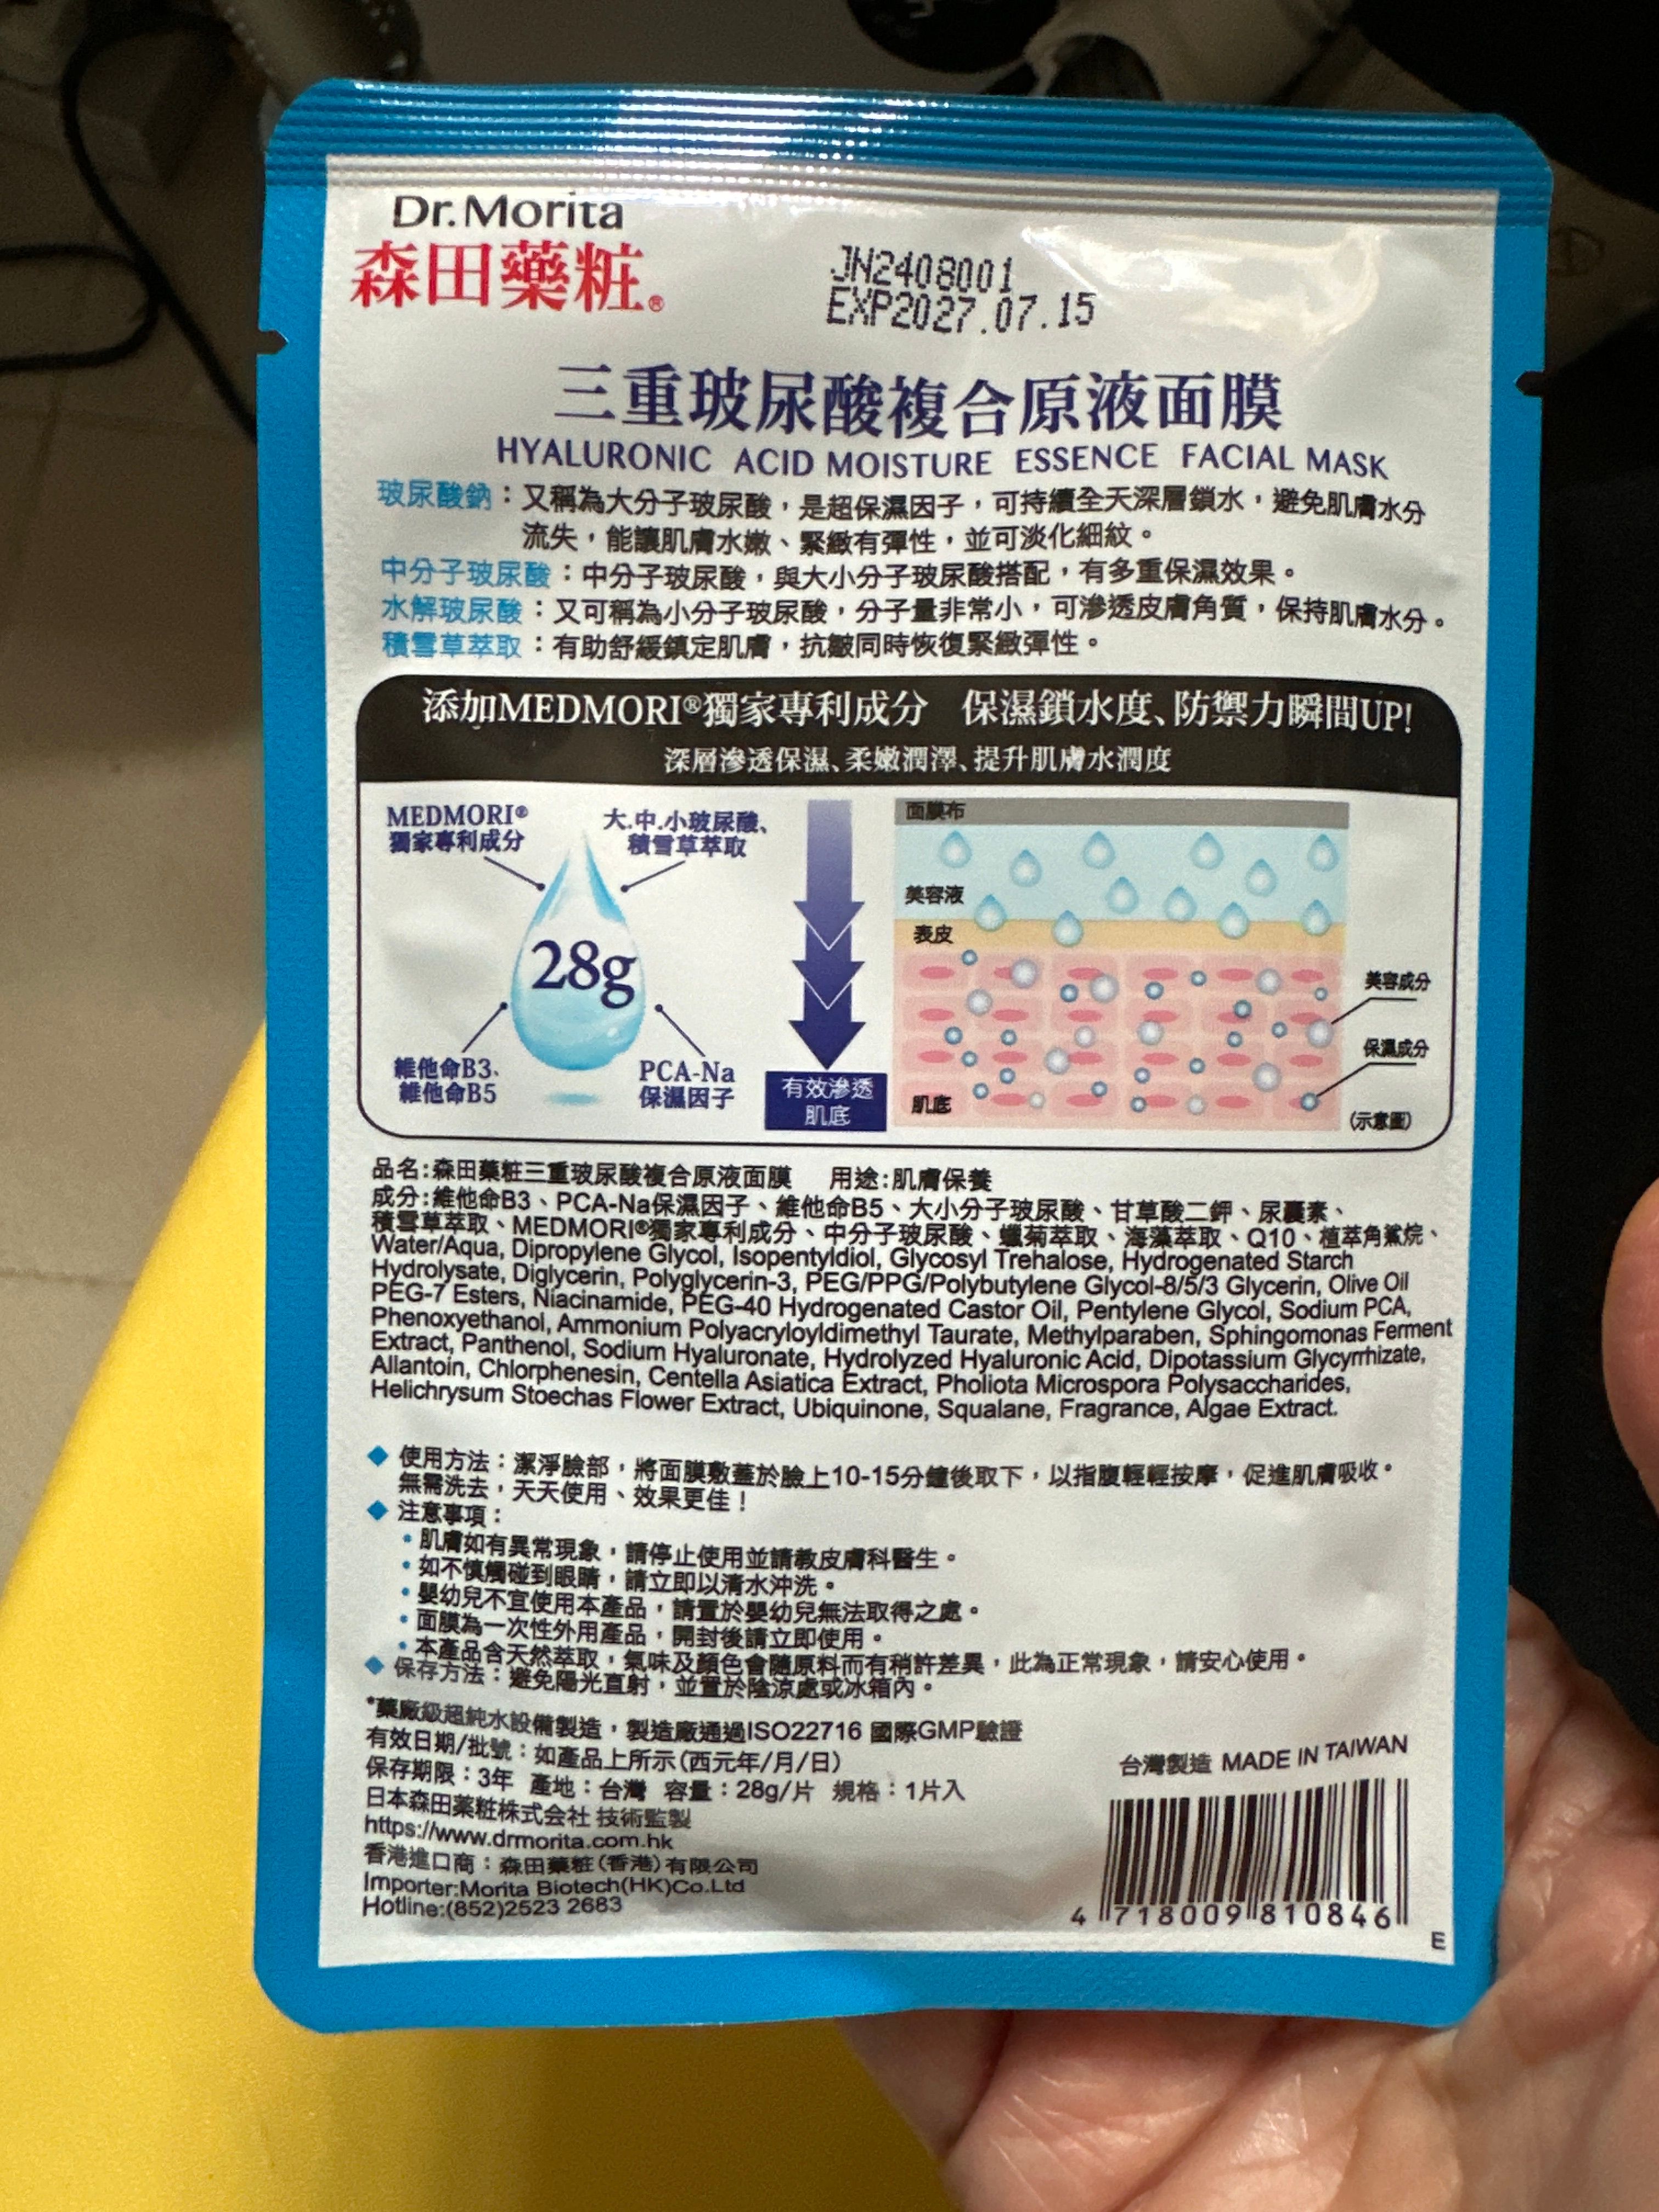 Dr.Morita
森田藥粧®
JN2408001
EXP2027.07.15
三重玻尿酸複合原液面膜
HYALURONIC ACID MOISTURE ESSENCE FACIAL MASK
玻尿酸鈉：又稱為大分子玻尿酸，是超保濕因子，可持續全天深層鎖水，避免肌膚水分
流失，能讓肌膚水嫩、緊緻有彈性，並可淡化細紋。
中分子玻尿酸：中分子玻尿酸，與大小分子玻尿酸搭配，有多重保濕效果。
水解玻尿酸：又可稱為小分子玻尿酸，分子量非常小，可滲透皮膚角質，保持肌膚水分。
積雪草萃取：有助舒緩鎮定肌膚，抗皺同時恢復緊緻彈性。
添加MEDMORI®獨家專利成分 保濕鎖水度、防禦力瞬間UP!
深層滲透保濕、柔嫩潤澤、提升肌膚水潤度
MEDMORI®
獨家專利成分
大.中.小玻尿酸、
積雪草萃取
28g
維他命B3、
維他命B5
PCA-Na
保濕因子
有效滲透
肌底
面膜布
美容液
表皮
肌底
美容成分
保濕成分
(示意圖)
品名:森田藥粧三重玻尿酸複合原液面膜 用途:肌膚保養
成分:維他命B3、PCA-Na保濕因子、維他命B5、大小分子玻尿酸、甘草酸二鉀、尿囊素、
積雪草萃取、MEDMORI®獨家專利成分、中分子玻尿酸、蠟菊萃取、海藻萃取、Q10、植萃角鯊烷、
Water/Aqua, Dipropylene Glycol, Isopentyldiol, Glycosyl Trehalose, Hydrogenated Starch
Hydrolysate, Diglycerin, Polyglycerin-3, PEG/PPG/Polybutylene Glycol-8/5/3 Glycerin, Olive Oil
PEG-7 Esters, Niacinamide, PEG-40 Hydrogenated Castor Oil, Pentylene Glycol, Sodium PCA,
Phenoxyethanol, Ammonium Polyacryloyldimethyl Taurate, Methylparaben, Sphingomonas Ferment
Extract, Panthenol, Sodium Hyaluronate, Hydrolyzed Hyaluronic Acid, Dipotassium Glycyrrhizate,
Allantoin, Chlorphenesin, Centella Asiatica Extract, Pholiota Microspora Polysaccharides,
Helichrysum Stoechas Flower Extract, Ubiquinone, Squalane, Fragrance, Algae Extract.
◆ 使用方法：潔淨臉部，將面膜敷蓋於臉上10-15分鐘後取下，以指腹輕輕按摩，促進肌膚吸收。
無需洗去，天天使用、效果更佳！
◆ 注意事項：
• 肌膚如有異常現象，請停止使用並請教皮膚科醫生。
• 如不慎觸碰到眼睛，請立即以清水沖洗。
• 嬰幼兒不宜使用本產品，請置於嬰幼兒無法取得之處。
• 面膜為一次性外用產品，開封後請立即使用。
• 本產品含天然萃取，氣味及顏色會隨原料而有稍許差異，此為正常現象，請安心使用。
◆ 保存方法：避免陽光直射，並置於陰涼處或冰箱內。
*藥廠級超純水設備製造，製造廠通過ISO22716 國際GMP驗證
有效日期/批號：如產品上所示(西元年/月/日)
保存期限：3年 產地：台灣 容量：28g/片 規格：1片入
日本森田薬粧株式会社 技術監製
https://www.drmorita.com.hk
香港進口商：森田藥粧(香港)有限公司
Importer:Morita Biotech(HK)Co.Ltd
Hotline:(852)2523 2683
台灣製造 MADE IN TAIWAN
4 718009 810846
E